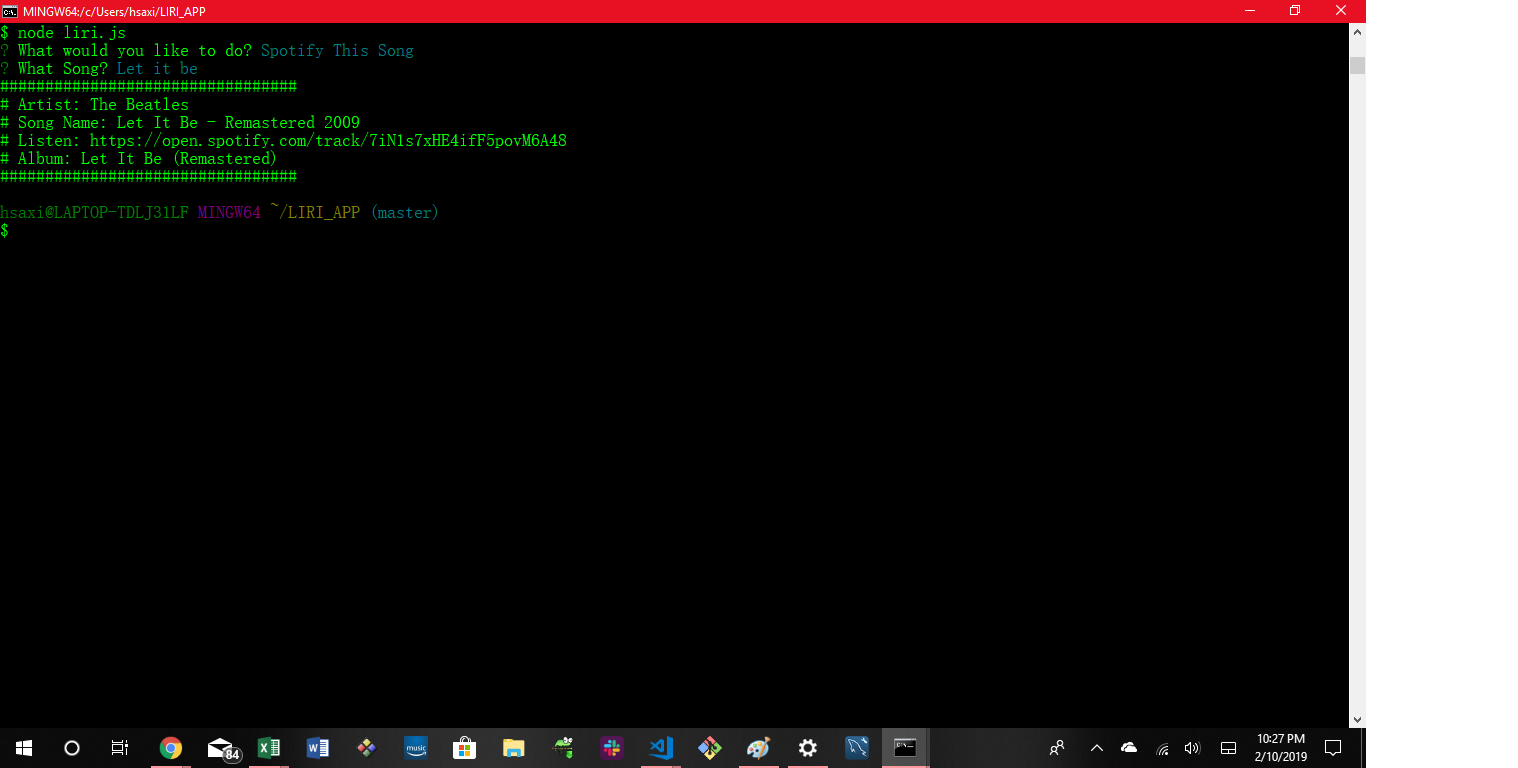 MINGW64:/c/Users/hsaxi/LIRI_APP
$ node liri.js
? What would you like to do? Spotify This Song
? What Song? Let it be
#################################
# Artist: The Beatles
# Song Name: Let It Be - Remastered 2009
# Listen: https://open.spotify.com/track/7iN1s7xHE4ifF5povM6A48
# Album: Let It Be (Remastered)
#################################
hsaxi@LAPTOP-TDLJ31LF MINGW64 ~/LIRI_APP (master)
$
84
music
10:27 PM
2/10/2019